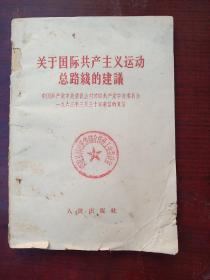 关于国际共产主义运动
总路线的建議
中国共产党中央委员会对苏联共产党中央委员会
一九六三年三月三十日来信的复信
人民出版社